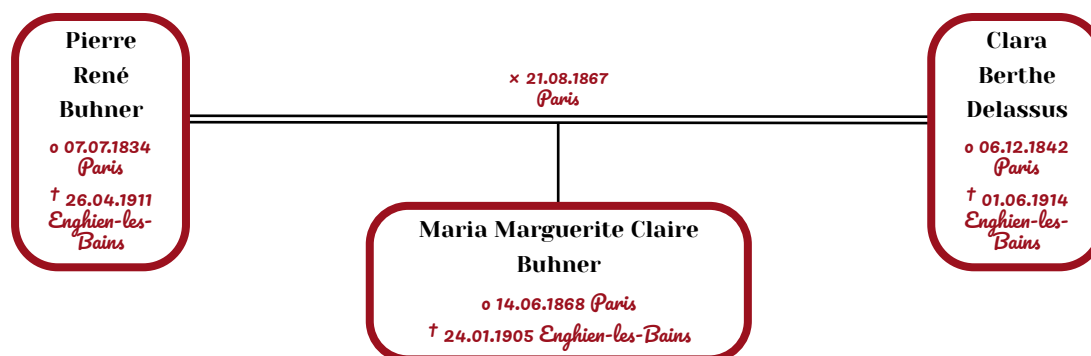 Pierre
René
Buhner
o 07.07.1834
Paris
† 26.04.1911
Enghien-les-
Bains
× 21.08.1867
Paris
Clara
Berthe
Delassus
o 06.12.1842
Paris
† 01.06.1914
Enghien-les-
Bains
Maria Marguerite Claire
Buhner
o 14.06.1868 Paris
† 24.01.1905 Enghien-les-Bains